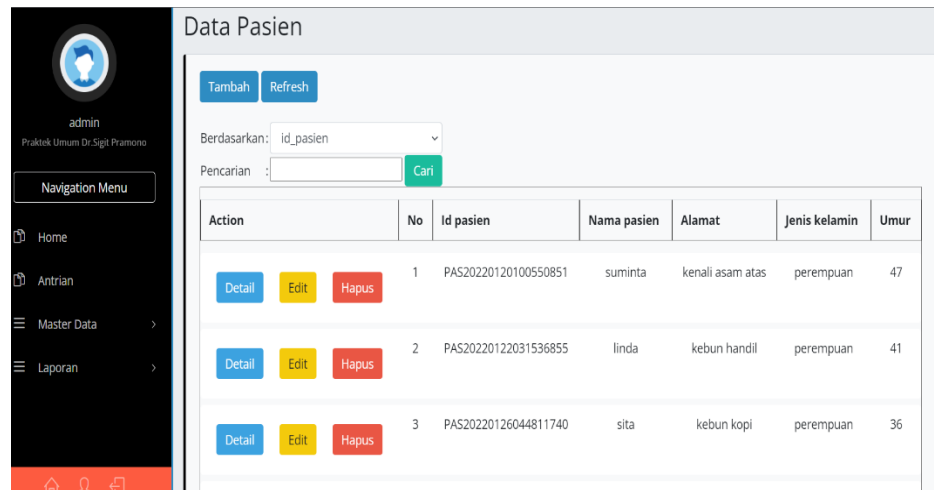 Data Pasien
admin
Praktek Umum Dr.Sigit Pramono
Navigation Menu
Home
Antrian
Master Data
Laporan
Tambah Refresh
Berdasarkan: id_pasien
Pencarian : Cari
Action No Id pasien Nama pasien Alamat Jenis kelamin Umur
Detail Edit Hapus 1 PAS20220120100550851 suminta kenali asam atas perempuan 47
Detail Edit Hapus 2 PAS20220122031536855 linda kebun handil perempuan 41
Detail Edit Hapus 3 PAS20220126044811740 sita kebun kopi perempuan 36